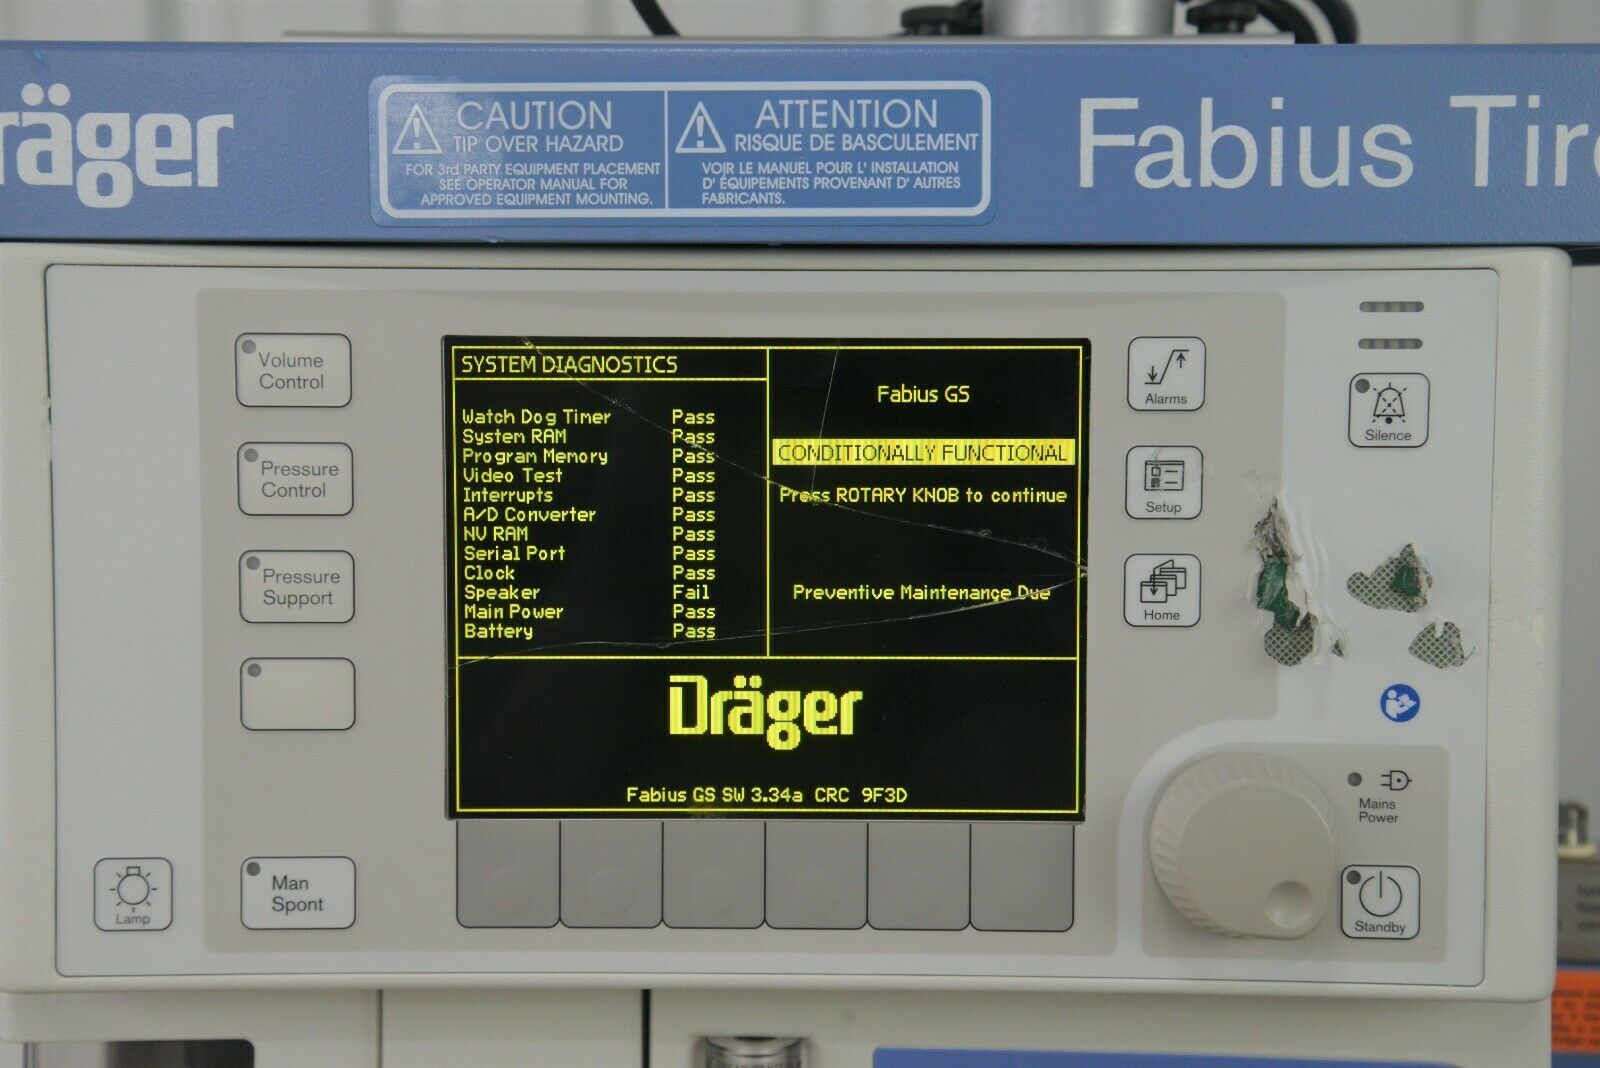 räger
CAUTION
TIP OVER HAZARD
FOR 3rd PARTY EQUIPMENT PLACEMENT
SEE OPERATOR MANUAL FOR
APPROVED EQUIPMENT MOUNTING.
ATTENTION
RISQUE DE BASCULEMENT
VOIR LE MANUEL POUR L' INSTALLATION
D' ÉQUIPEMENTS PROVENANT D' AUTRES
FABRICANTS.
Fabius Tiro
Volume
Control
Pressure
Control
Pressure
Support
Man
Spont
Lamp
SYSTEM DIAGNOSTICS
Watch Dog Timer Pass
System RAM Pass
Program Memory Pass
Video Test Pass
Interrupts Pass
A/D Converter Pass
NV RAM Pass
Serial Port Pass
Clock Pass
Speaker Fail
Main Power Pass
Battery Pass
Fabius GS
CONDITIONALLY FUNCTIONAL
Press ROTARY KNOB to continue
Preventive Maintenance Due
Dräger
Fabius GS SW 3.34a CRC 9F3D
Alarms
Setup
Home
Silence
Mains
Power
Standby